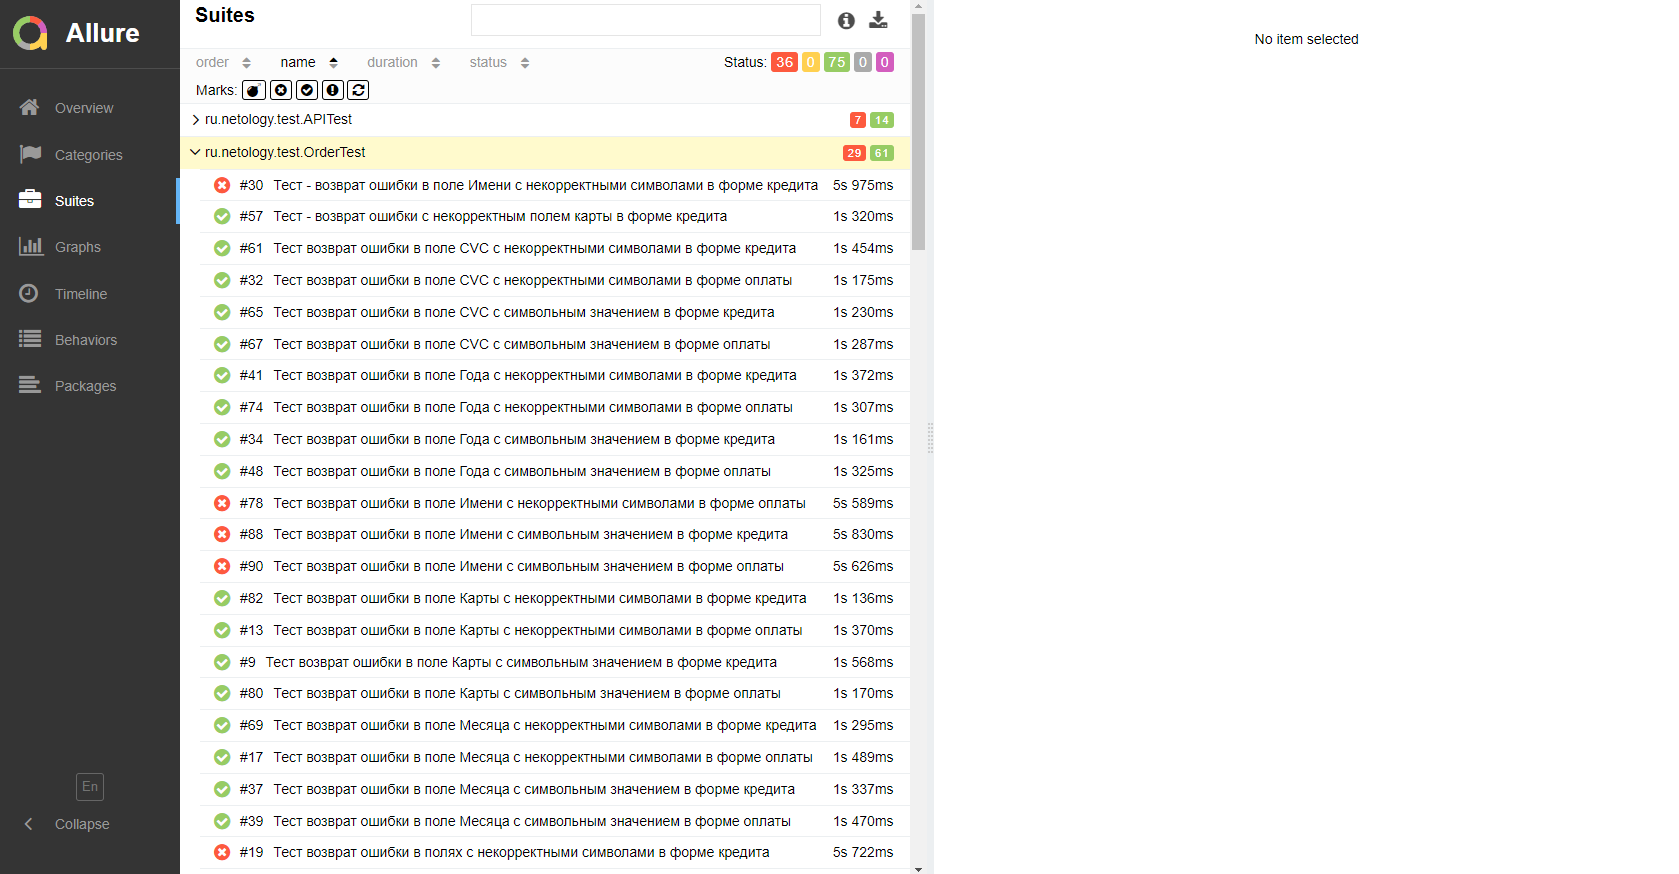 Allure
Overview
Categories
Suites
Graphs
Timeline
Behaviors
Packages
En
Collapse
Suites
order name duration status Status: 36 0 75 0 0
Marks:
ru.netology.test.APITest 7 14
ru.netology.test.OrderTest 29 61
#30 Тест - возврат ошибки в поле Имени с некорректными символами в форме кредита 5s 975ms
#57 Тест - возврат ошибки с некорректным полем карты в форме кредита 1s 320ms
#61 Тест возврат ошибки в поле CVC с некорректными символами в форме кредита 1s 454ms
#32 Тест возврат ошибки в поле CVC с некорректными символами в форме оплаты 1s 175ms
#65 Тест возврат ошибки в поле CVC с символьным значением в форме кредита 1s 230ms
#67 Тест возврат ошибки в поле CVC с символьным значением в форме оплаты 1s 287ms
#41 Тест возврат ошибки в поле Года с некорректными символами в форме кредита 1s 372ms
#74 Тест возврат ошибки в поле Года с некорректными символами в форме оплаты 1s 307ms
#34 Тест возврат ошибки в поле Года с символьным значением в форме кредита 1s 161ms
#48 Тест возврат ошибки в поле Года с символьным значением в форме оплаты 1s 325ms
#78 Тест возврат ошибки в поле Имени с некорректными символами в форме оплаты 5s 589ms
#88 Тест возврат ошибки в поле Имени с символьным значением в форме кредита 5s 830ms
#90 Тест возврат ошибки в поле Имени с символьным значением в форме оплаты 5s 626ms
#82 Тест возврат ошибки в поле Карты с некорректными символами в форме кредита 1s 136ms
#13 Тест возврат ошибки в поле Карты с некорректными символами в форме оплаты 1s 370ms
#9 Тест возврат ошибки в поле Карты с символьным значением в форме кредита 1s 568ms
#80 Тест возврат ошибки в поле Карты с символьным значением в форме оплаты 1s 170ms
#69 Тест возврат ошибки в поле Месяца с некорректными символами в форме кредита 1s 295ms
#17 Тест возврат ошибки в поле Месяца с некорректными символами в форме оплаты 1s 489ms
#37 Тест возврат ошибки в поле Месяца с символьным значением в форме кредита 1s 337ms
#39 Тест возврат ошибки в поле Месяца с символьным значением в форме оплаты 1s 470ms
#19 Тест возврат ошибки в полях с некорректными символами в форме кредита 5s 722ms
No item selected